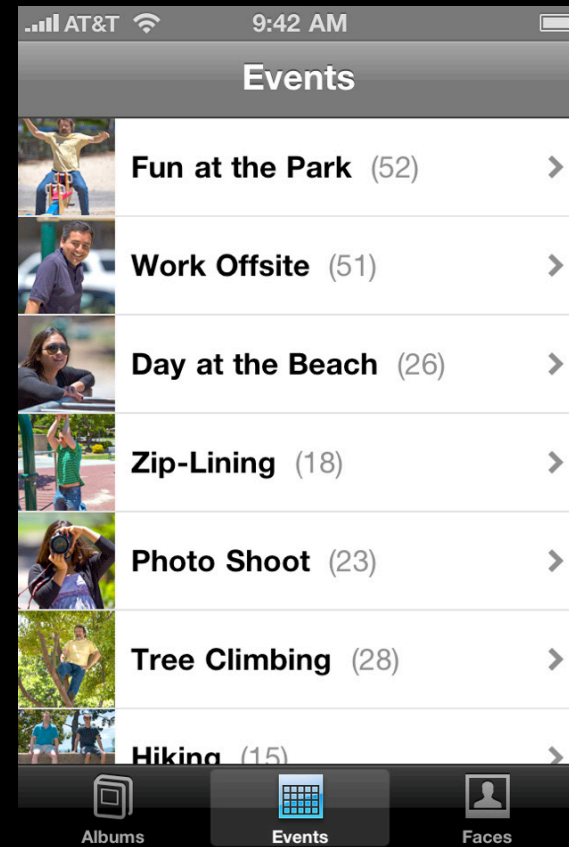 AT&T 9:42 AM
Events
Fun at the Park (52)
Work Offsite (51)
Day at the Beach (26)
Zip-Lining (18)
Photo Shoot (23)
Tree Climbing (28)
Hiking (15)
Albums Events Faces